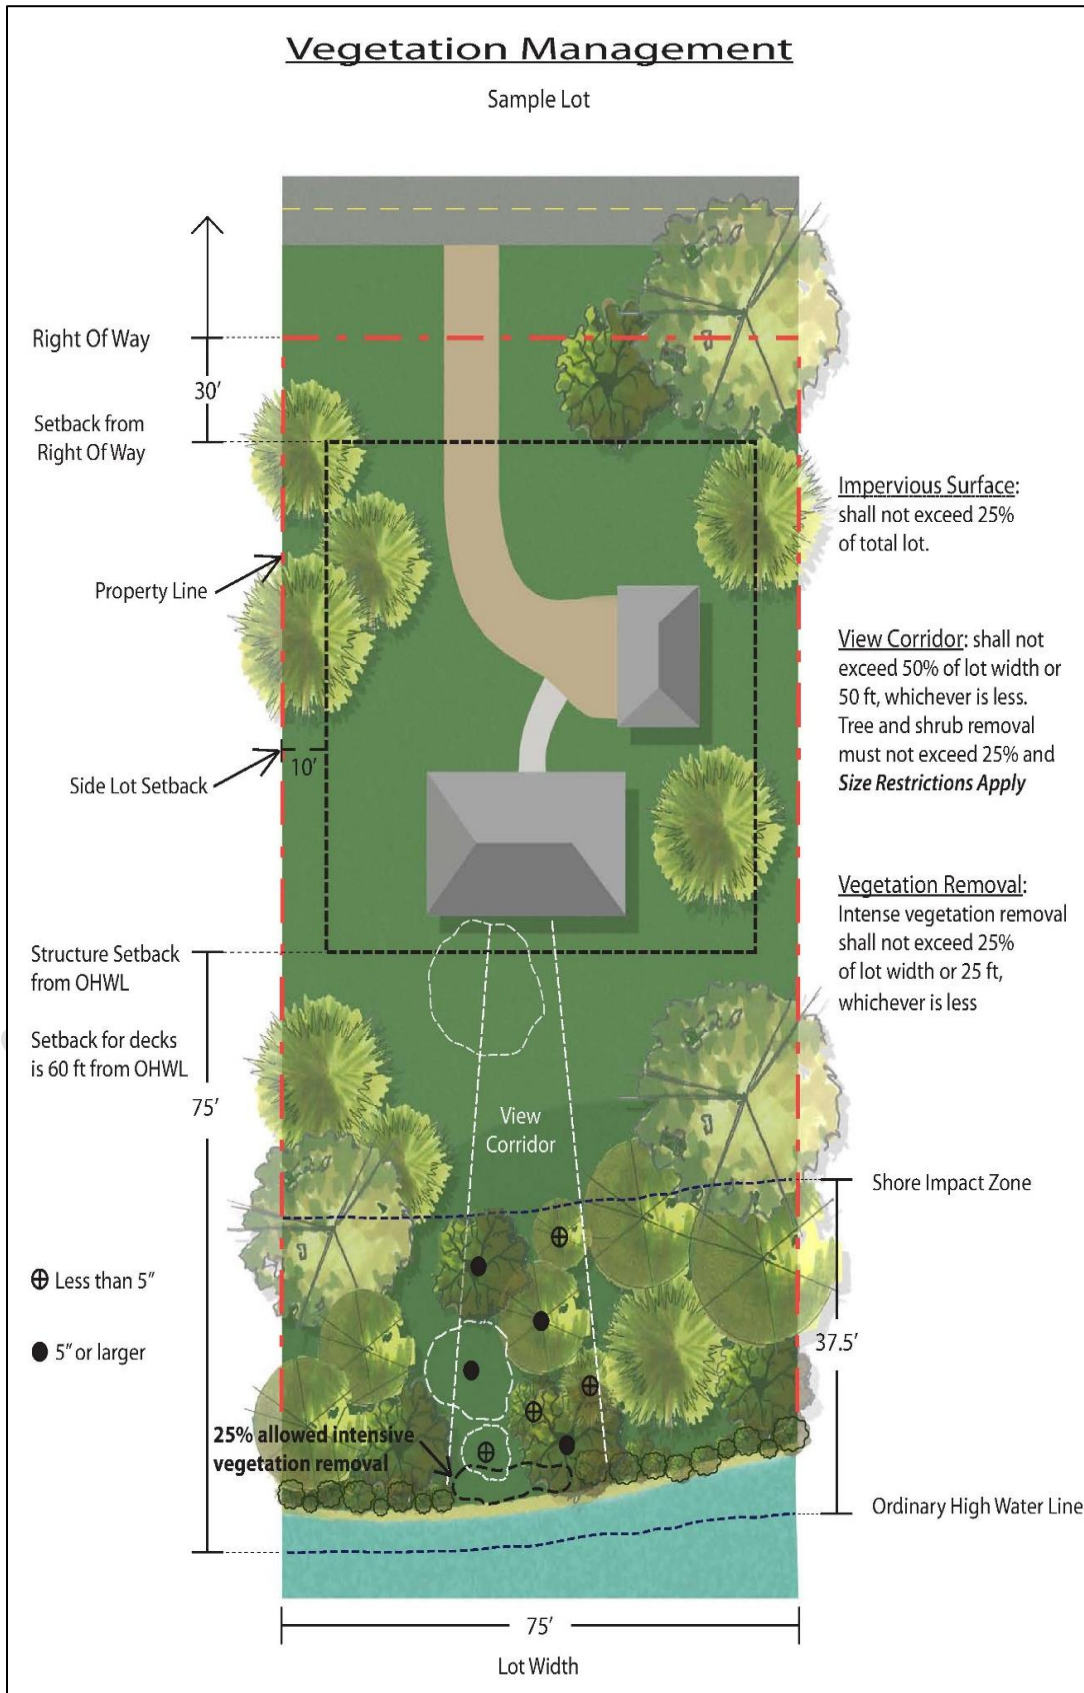 Vegetation Management
Sample Lot
Right Of Way
30’
Setback from
Right Of Way
Property Line
10’
Side Lot Setback
Impervious Surface:
shall not exceed 25%
of total lot.
View Corridor: shall not
exceed 50% of lot width or
50 ft, whichever is less.
Tree and shrub removal
must not exceed 25% and
Size Restrictions Apply
Vegetation Removal:
Intense vegetation removal
shall not exceed 25%
of lot width or 25 ft,
whichever is less
Structure Setback
from OHWL
Setback for decks
is 60 ft from OHWL
75’
View
Corridor
Shore Impact Zone
Less than 5”
5” or larger
37.5’
25% allowed intensive
vegetation removal
Ordinary High Water Line
75’
Lot Width